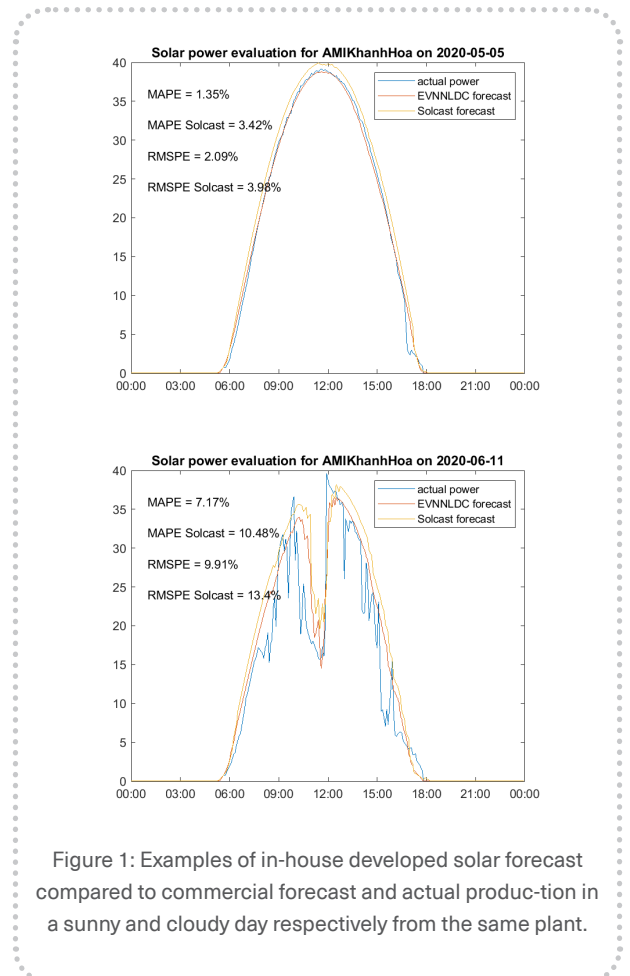 Solar power evaluation for AMIKhanhHoa on 2020-05-05
40
35
30
25
20
15
10
5
0
MAPE = 1.35%
MAPE Solcast = 3.42%
RMSPE = 2.09%
RMSPE Solcast = 3.98%
actual power
EVNNLDC forecast
Solcast forecast
00:00 03:00 06:00 09:00 12:00 15:00 18:00 21:00 00:00
Solar power evaluation for AMIKhanhHoa on 2020-06-11
40
35
30
25
20
15
10
5
0
MAPE = 7.17%
MAPE Solcast = 10.48%
RMSPE = 9.91%
RMSPE Solcast = 13.4%
actual power
EVNNLDC forecast
Solcast forecast
00:00 03:00 06:00 09:00 12:00 15:00 18:00 21:00 00:00
Figure 1: Examples of in-house developed solar forecast
compared to commercial forecast and actual produc-tion in
a sunny and cloudy day respectively from the same plant.